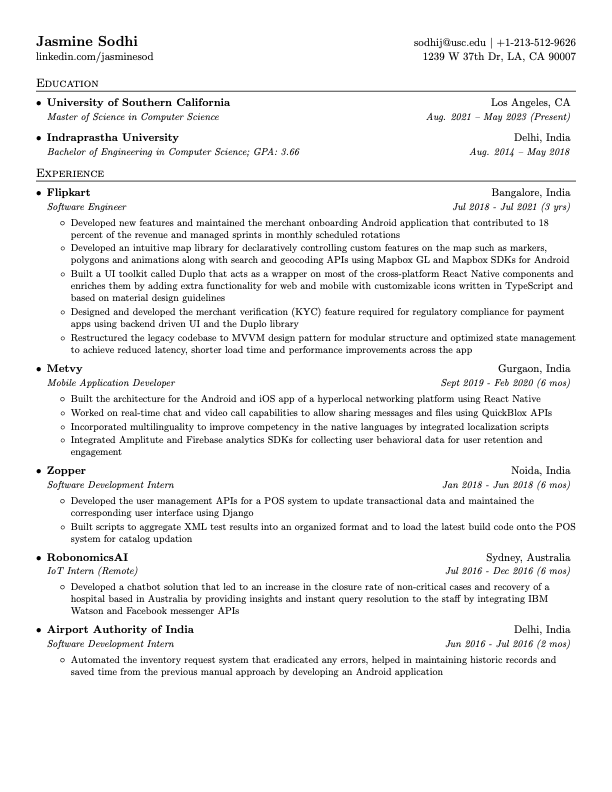 Jasmine Sodhi
sodhij@usc.edu | +1-213-512-9626
linkedin.com/jasminesod
1239 W 37th Dr, LA, CA 90007
Education
• University of Southern California Los Angeles, CA
Master of Science in Computer Science Aug. 2021 – May 2023 (Present)
• Indraprastha University Delhi, India
Bachelor of Engineering in Computer Science; GPA: 3.66 Aug. 2014 – May 2018
Experience
• Flipkart Bangalore, India
Software Engineer Jul 2018 - Jul 2021 (3 yrs)
◦ Developed new features and maintained the merchant onboarding Android application that contributed to 18
percent of the revenue and managed sprints in monthly scheduled rotations
◦ Developed an intuitive map library for declaratively controlling custom features on the map such as markers,
polygons and animations along with search and geocoding APIs using Mapbox GL and Mapbox SDKs for Android
◦ Built a UI toolkit called Duplo that acts as a wrapper on most of the cross-platform React Native components and
enriches them by adding extra functionality for web and mobile with customizable icons written in TypeScript and
based on material design guidelines
◦ Designed and developed the merchant verification (KYC) feature required for regulatory compliance for payment
apps using backend driven UI and the Duplo library
◦ Restructured the legacy codebase to MVVM design pattern for modular structure and optimized state management
to achieve reduced latency, shorter load time and performance improvements across the app
• Metvy Gurgaon, India
Mobile Application Developer Sept 2019 - Feb 2020 (6 mos)
◦ Built the architecture for the Android and iOS app of a hyperlocal networking platform using React Native
◦ Worked on real-time chat and video call capabilities to allow sharing messages and files using QuickBlox APIs
◦ Incorporated multilinguality to improve competency in the native languages by integrated localization scripts
◦ Integrated Amplitute and Firebase analytics SDKs for collecting user behavioral data for user retention and
engagement
• Zopper Noida, India
Software Development Intern Jan 2018 - Jun 2018 (6 mos)
◦ Developed the user management APIs for a POS system to update transactional data and maintained the
corresponding user interface using Django
◦ Built scripts to aggregate XML test results into an organized format and to load the latest build code onto the POS
system for catalog updation
• RobonomicsAI Sydney, Australia
IoT Intern (Remote) Jul 2016 - Dec 2016 (6 mos)
◦ Developed a chatbot solution that led to an increase in the closure rate of non-critical cases and recovery of a
hospital based in Australia by providing insights and instant query resolution to the staff by integrating IBM
Watson and Facebook messenger APIs
• Airport Authority of India Delhi, India
Software Development Intern Jun 2016 - Jul 2016 (2 mos)
◦ Automated the inventory request system that eradicated any errors, helped in maintaining historic records and
saved time from the previous manual approach by developing an Android application